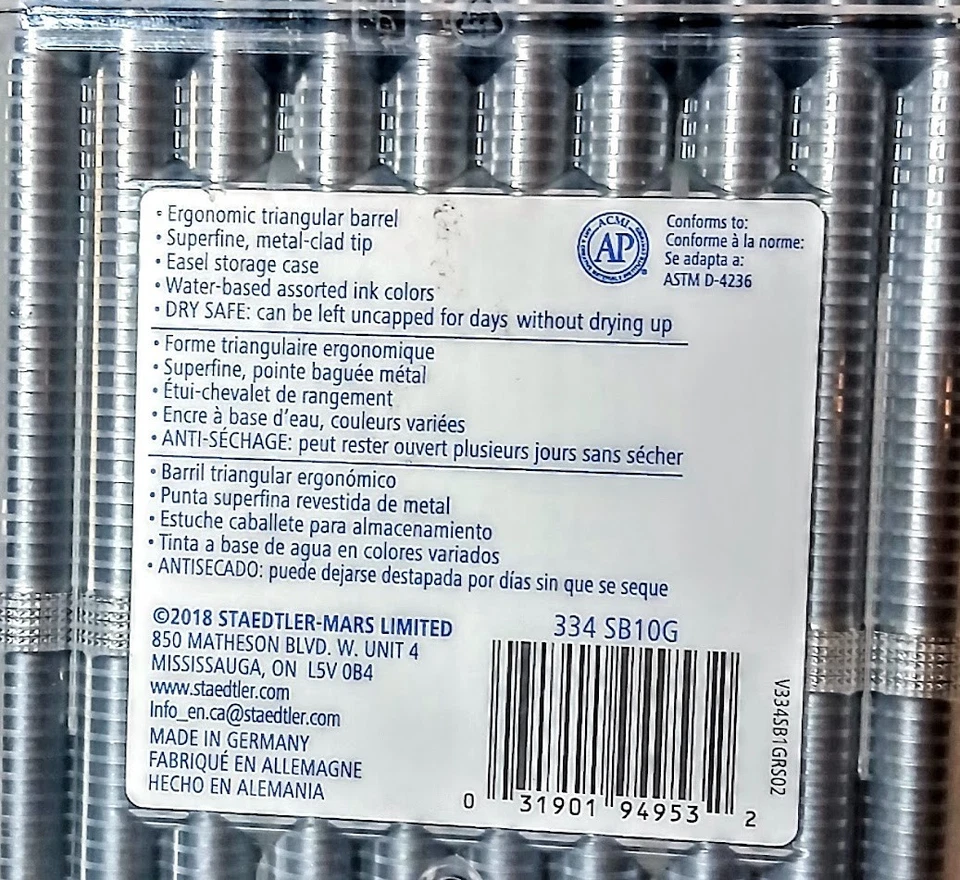 • Ergonomic triangular barrel
• Superfine, metal-clad tip
• Easel storage case
• Water-based assorted ink colors
• DRY SAFE: can be left uncapped for days without drying up
ACMI
AP
Conforms to:
Conforme à la norme:
Se adapta a:
ASTM D-4236
• Forme triangulaire ergonomique
• Superfine, pointe baguée métal
• Étui-chevalet de rangement
• Encre à base d'eau, couleurs variées
• ANTI-SÉCHAGE: peut rester ouvert plusieurs jours sans sécher
• Barril triangular ergonómico
• Punta superfina revestida de metal
• Estuche caballete para almacenamiento
• Tinta a base de agua en colores variados
• ANTISECADO: puede dejarse destapada por días sin que se seque
©2018 STAEDTLER-MARS LIMITED
850 MATHESON BLVD. W. UNIT 4
MISSISSAUGA, ON L5V 0B4
www.staedtler.com
Info_en.ca@staedtler.com
MADE IN GERMANY
FABRIQUÉ EN ALLEMAGNE
HECHO EN ALEMANIA
334 SB10G
0 31901 94953 2
V334SB1GRS02